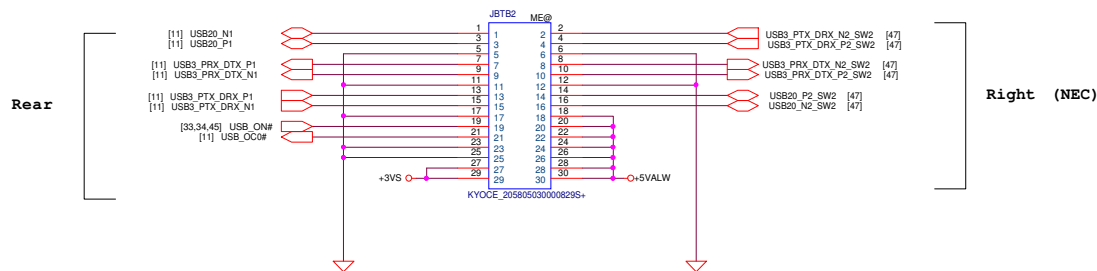 JBTB2
ME@
[11] USB20_N1 1 1 2 2 USB3_PTX_DRX_N2_SW2 [47]
[11] USB20_P1 3 3 4 4 USB3_PTX_DRX_P2_SW2 [47]
5 5 6 6
[11] USB3_PRX_DTX_P1 7 7 8 8 USB3_PRX_DTX_N2_SW2 [47]
[11] USB3_PRX_DTX_N1 9 9 10 10 USB3_PRX_DTX_P2_SW2 [47]
11 11 12 12
[11] USB3_PTX_DRX_P1 13 13 14 14 USB20_P2_SW2 [47]
Rear [11] USB3_PTX_DRX_N1 15 15 16 16 USB20_N2_SW2 [47] Right (NEC)
17 17 18 18
[33,34,45] USB_ON# 19 19 20 20
[11] USB_OC0# 21 21 22 22
23 23 24 24
25 25 26 26
27 27 28 28
+3VS 29 29 30 30 +5VALW
KYOCE_205805030000829S+